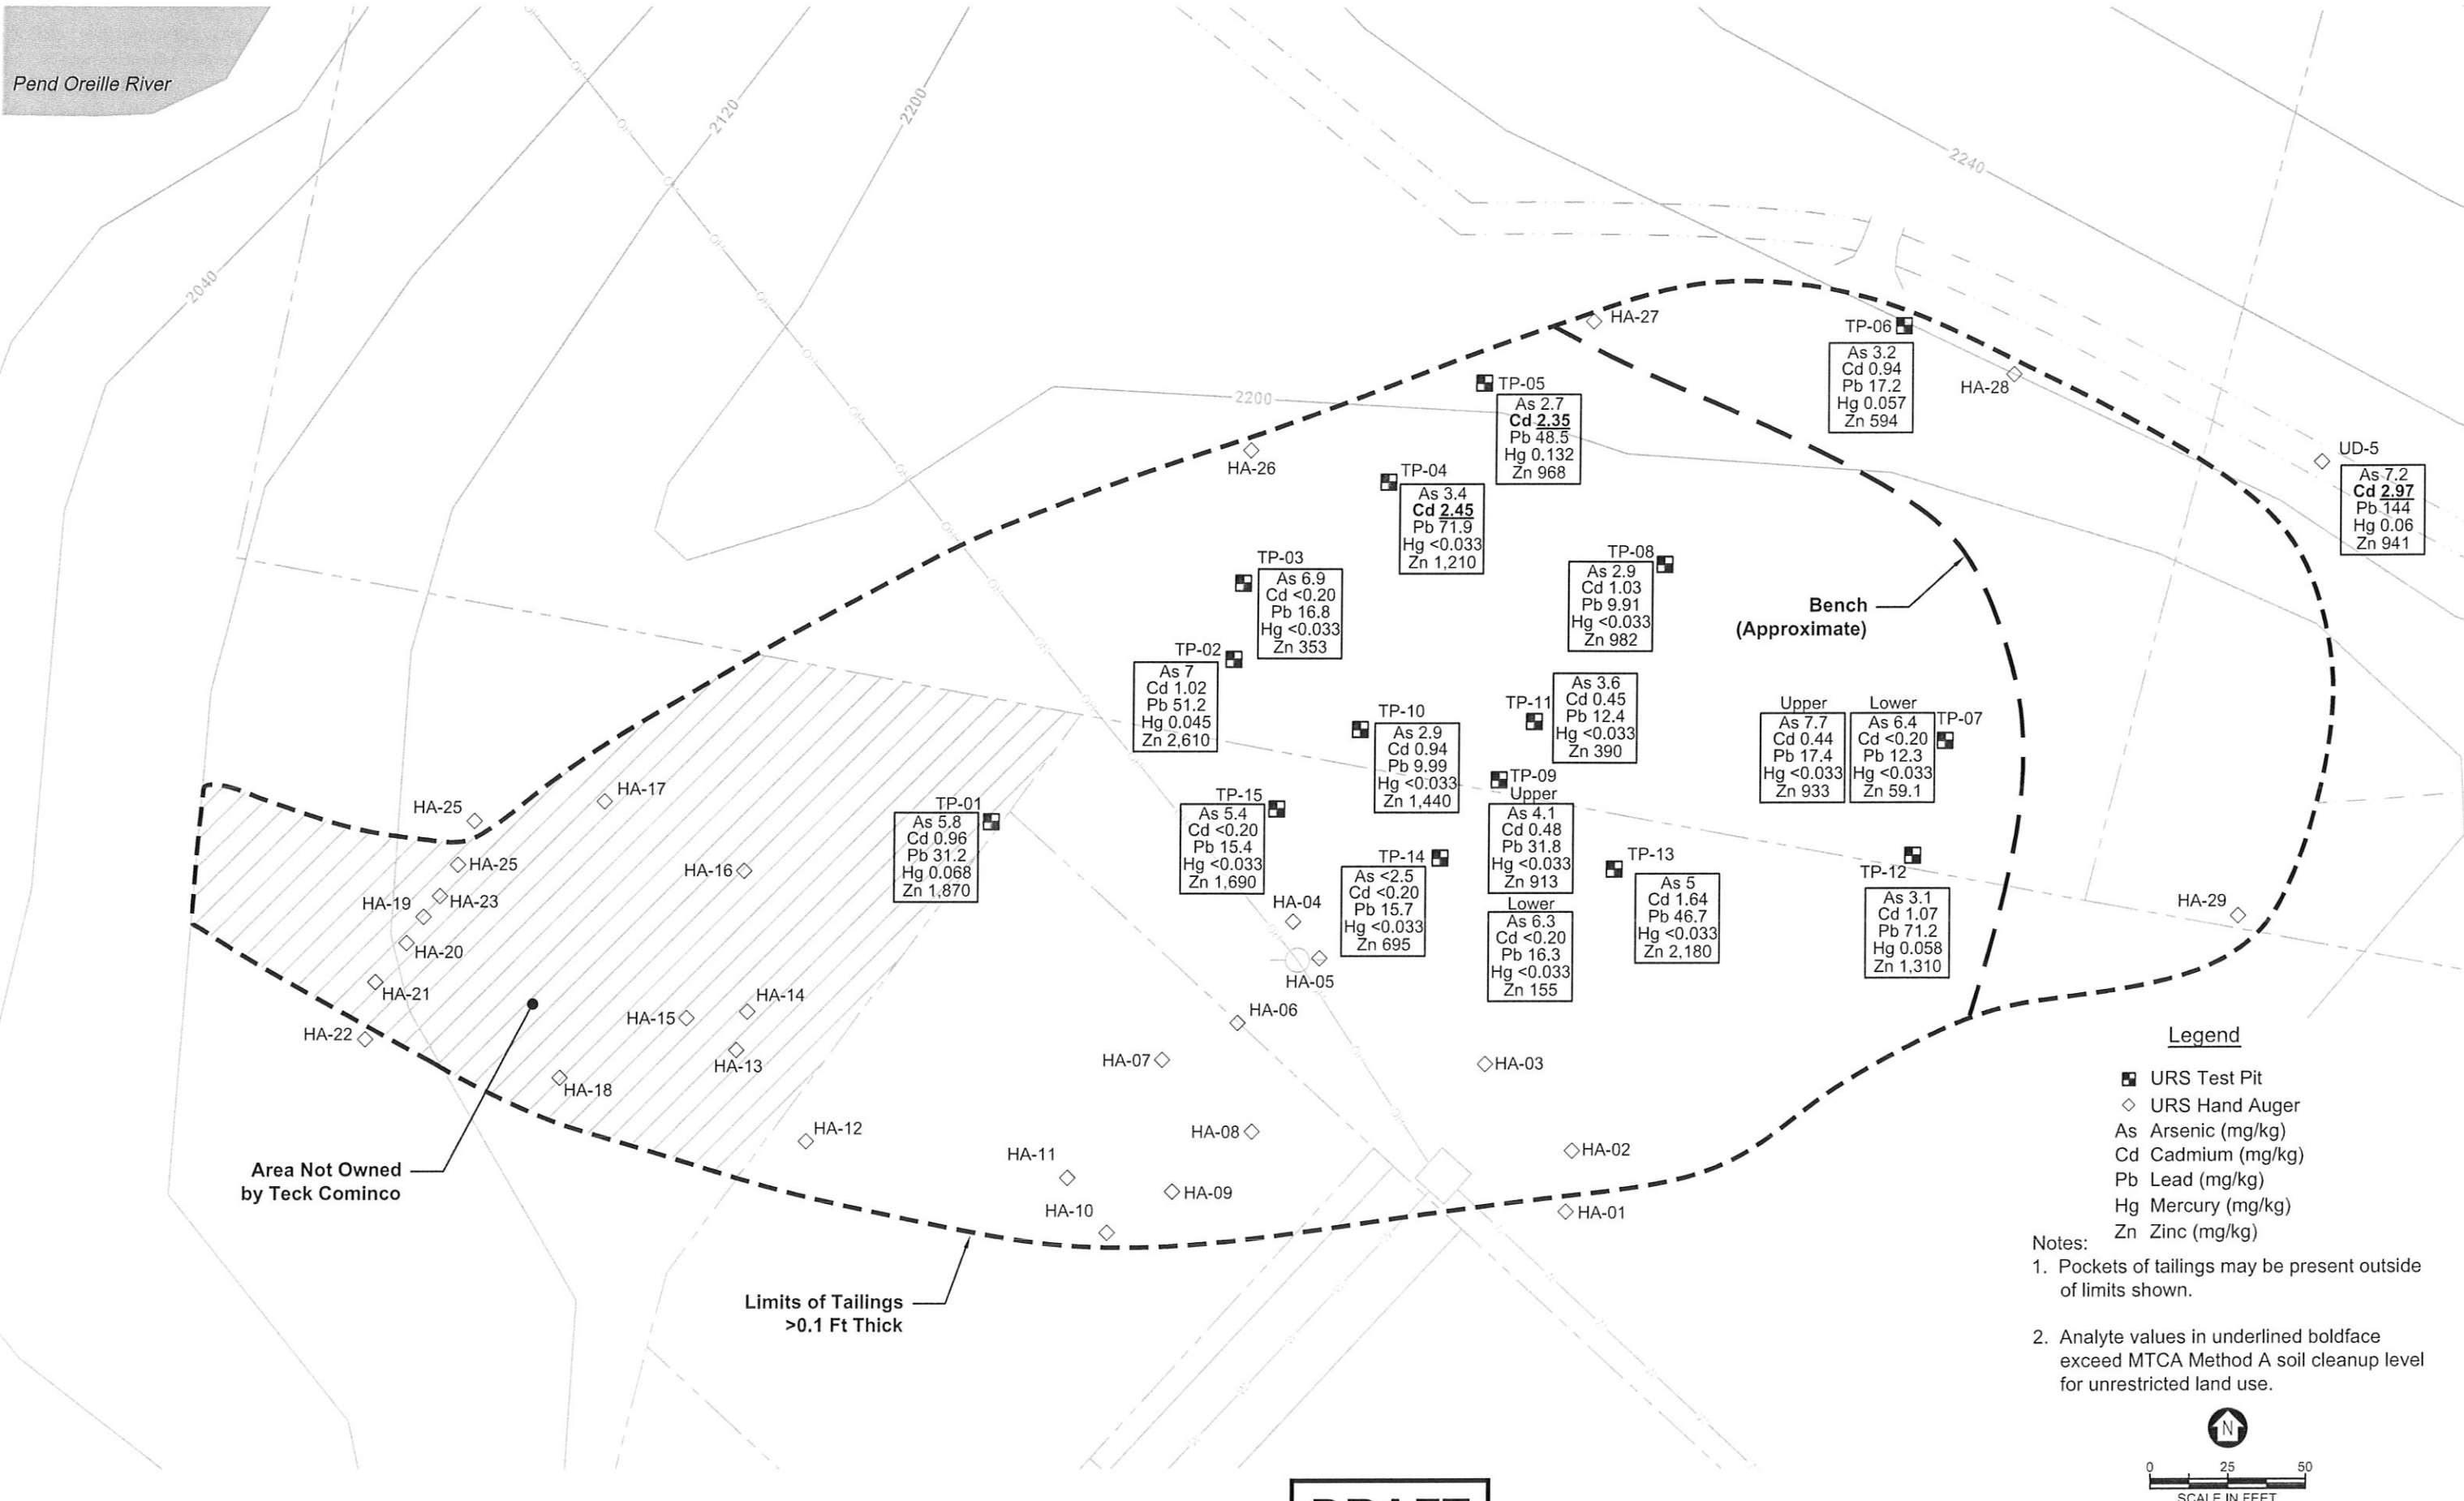 Pend Oreille River
2120
2200
2240
2040
2200
HA-27
TP-06
As 3.2
Cd 0.94
Pb 17.2
Hg 0.057
Zn 594
HA-28
TP-05
As 2.7
Cd 2.35
Pb 48.5
Hg 0.132
Zn 968
HA-26
TP-04
As 3.4
Cd 2.45
Pb 71.9
Hg <0.033
Zn 1,210
UD-5
As 7.2
Cd 2.97
Pb 144
Hg 0.06
Zn 941
TP-03
As 6.9
Cd <0.20
Pb 16.8
Hg <0.033
Zn 353
TP-08
As 2.9
Cd 1.03
Pb 9.91
Hg <0.033
Zn 982
Bench
(Approximate)
TP-02
As 7
Cd 1.02
Pb 51.2
Hg 0.045
Zn 2,610
TP-10
As 2.9
Cd 0.94
Pb 9.99
Hg <0.033
Zn 1,440
TP-11
As 3.6
Cd 0.45
Pb 12.4
Hg <0.033
Zn 390
Upper
As 7.7
Cd 0.44
Pb 17.4
Hg <0.033
Zn 933
Lower
As 6.4
Cd <0.20
Pb 12.3
Hg <0.033
Zn 59.1
TP-07
HA-25
HA-17
TP-01
As 5.8
Cd 0.96
Pb 31.2
Hg 0.068
Zn 1,870
TP-15
As 5.4
Cd <0.20
Pb 15.4
Hg <0.033
Zn 1,690
TP-09
Upper
As 4.1
Cd 0.48
Pb 31.8
Hg <0.033
Zn 913
Lower
As 6.3
Cd <0.20
Pb 16.3
Hg <0.033
Zn 155
TP-14
As <2.5
Cd <0.20
Pb 15.7
Hg <0.033
Zn 695
TP-13
As 5
Cd 1.64
Pb 46.7
Hg <0.033
Zn 2,180
TP-12
As 3.1
Cd 1.07
Pb 71.2
Hg 0.058
Zn 1,310
HA-29
HA-25
HA-16
HA-19
HA-23
HA-20
HA-21
HA-22
HA-04
HA-05
HA-06
HA-14
HA-15
HA-13
HA-18
HA-07
HA-03
HA-12
HA-08
HA-02
HA-11
HA-09
HA-10
HA-01
Area Not Owned
by Teck Cominco
Limits of Tailings
>0.1 Ft Thick
Legend
URS Test Pit
URS Hand Auger
As Arsenic (mg/kg)
Cd Cadmium (mg/kg)
Pb Lead (mg/kg)
Hg Mercury (mg/kg)
Zn Zinc (mg/kg)
Notes:
1. Pockets of tailings may be present outside
of limits shown.
2. Analyte values in underlined boldface
exceed MTCA Method A soil cleanup level
for unrestricted land use.
N
0 25 50
SCALE IN FEET
DRAFT